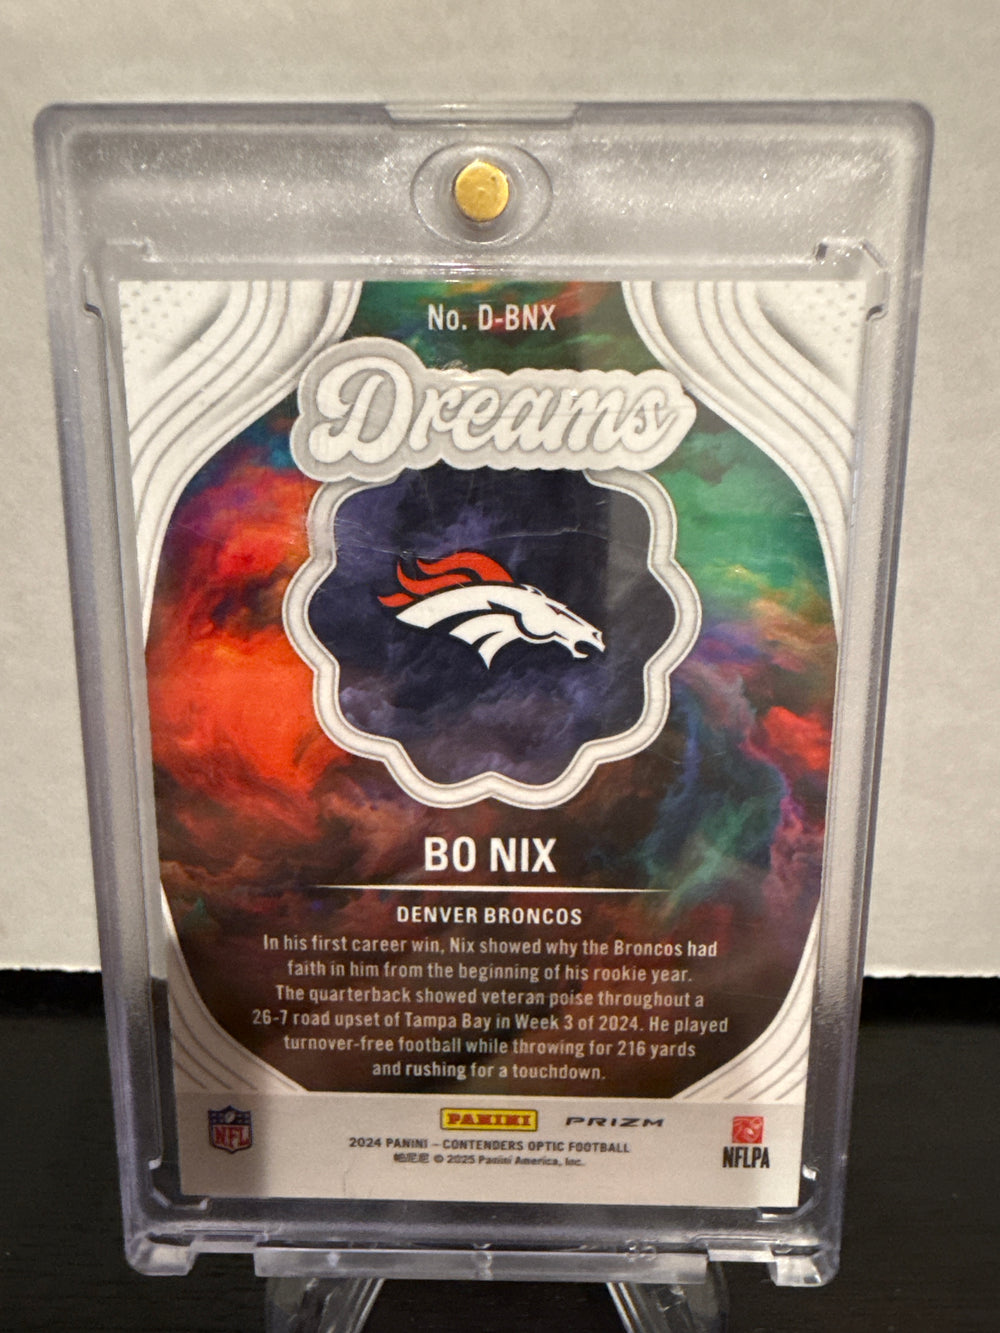 No. D-BNX
Dreams
BO NIX
DENVER BRONCOS
In his first career win, Nix showed why the Broncos had
faith in him from the beginning of his rookie year.
The quarterback showed veteran poise throughout a
26-7 road upset of Tampa Bay in Week 3 of 2024. He played
turnover-free football while throwing for 216 yards
and rushing for a touchdown.
NFL
PANINI PRIZM
2024 PANINI – CONTENDERS OPTIC FOOTBALL
帕尼尼 © 2025 Panini America, Inc.
NFLPA